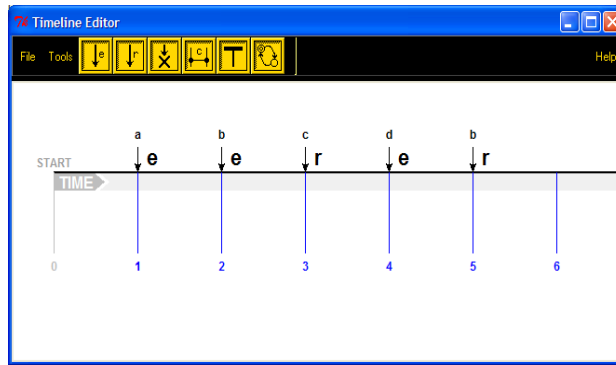 Timeline Editor
File Tools e r c T Help
a b c d b
START e e r e r
TIME
0 1 2 3 4 5 6